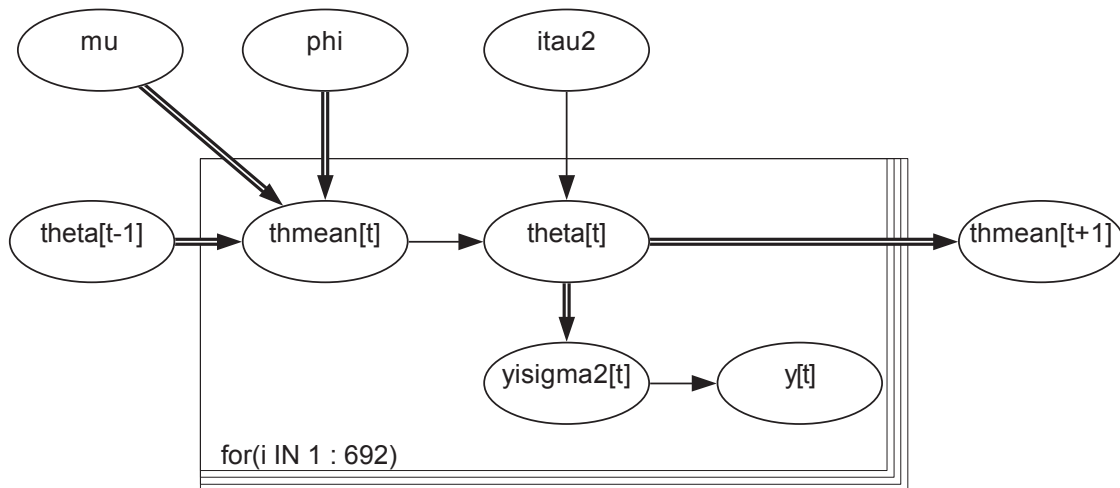 mu
phi
itau2
theta[t-1]
thmean[t]
theta[t]
thmean[t+1]
yisigma2[t]
y[t]
for(i IN 1 : 692)